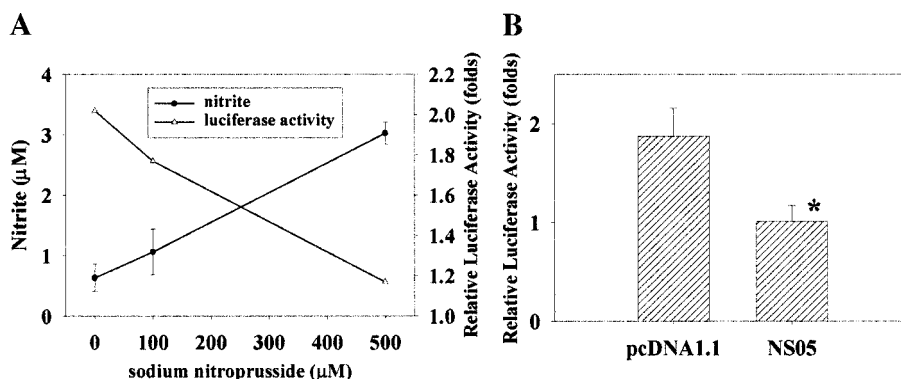 A
B
Nitrite (μM)
4
3
2
1
0
nitrite
luciferase activity
2.2
2.0
1.8
1.6
1.4
1.2
1.0
Relative Luciferase Activity (folds)
0 100 200 300 400 500
sodium nitroprusside (μM)
Relative Luciferase Activity (folds)
2
1
0
*
pcDNA1.1 NS05